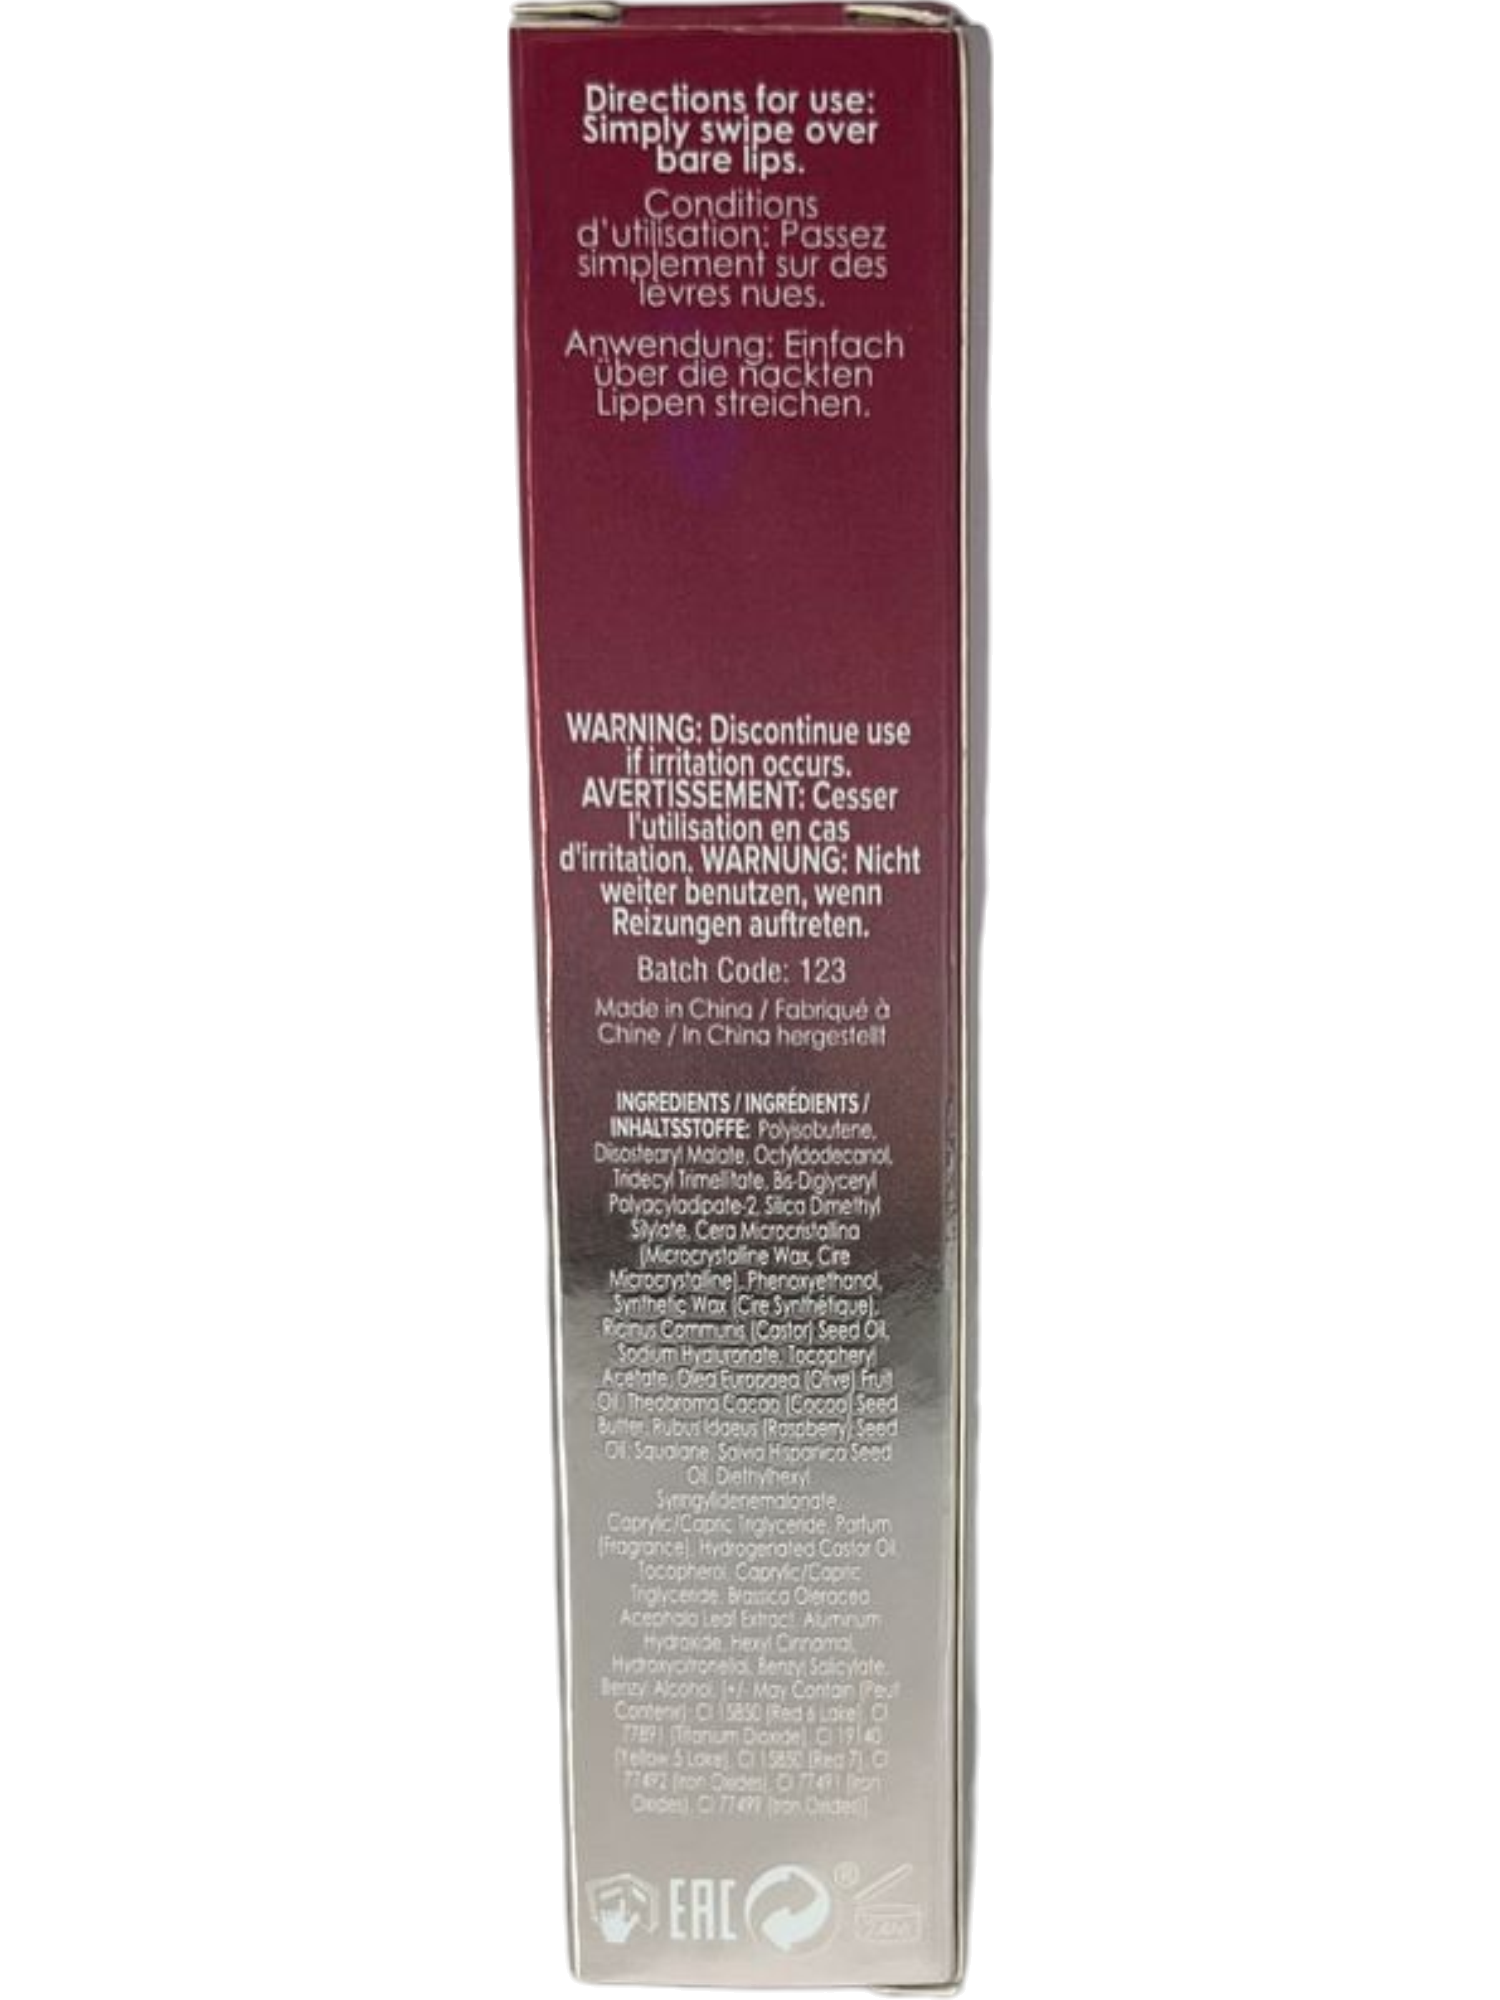 Directions for use:
Simply swipe over
bare lips.
Conditions
d'utilisation: Passez
simplement sur des
lèvres nues.
Anwendung: Einfach
über die nackten
Lippen streichen.
WARNING: Discontinue use
if irritation occurs.
AVERTISSEMENT: Cesser
l'utilisation en cas
d'irritation. WARNUNG: Nicht
weiter benutzen, wenn
Reizungen auftreten.
Batch Code: 123
Made in China / Fabriqué à
Chine / In China hergestellt
INGREDIENTS / INGRÉDIENTS /
INHALTSSTOFFE: Polyisobutene,
Diisostearyl Malate, Octyldodecanol,
Tridecyl Trimellitate, Bis-Diglyceryl
Polyacyladipate-2, Silica Dimethyl
Silylate, Cera Microcristallina
(Microcrystalline Wax, Cire
Microcrystalline), Phenoxyethanol,
Synthetic Wax (Cire Synthétique),
Ricinus Communis (Castor) Seed Oil,
Sodium Hyaluronate, Tocopheryl
Acetate, Olea Europaea (Olive) Fruit
Oil, Theobroma Cacao (Cocoa) Seed
Butter, Rubus Idaeus (Raspberry) Seed
Oil, Squalane, Salvia Hispanica Seed
Oil, Diethylhexyl
Syringylidenemalonate,
Caprylic/Capric Triglyceride, Parfum
(Fragrance), Hydrogenated Castor Oil,
Tocopherol, Caprylic/Capric
Triglyceride, Brassica Oleracea
Acephala Leaf Extract, Aluminum
Hydroxide, Hexyl Cinnamal,
Hydroxycitronellal, Benzyl Salicylate,
Benzyl Alcohol, [+/- May Contain (Peut
Contenir): CI 15850 (Red 6 Lake), CI
77891 (Titanium Dioxide), CI 19140
(Yellow 5 Lake), CI 15850 (Red 7), CI
77492 (Iron Oxides), CI 77491 (Iron
Oxides), CI 77499 (Iron Oxides)]
EAC ®
24M